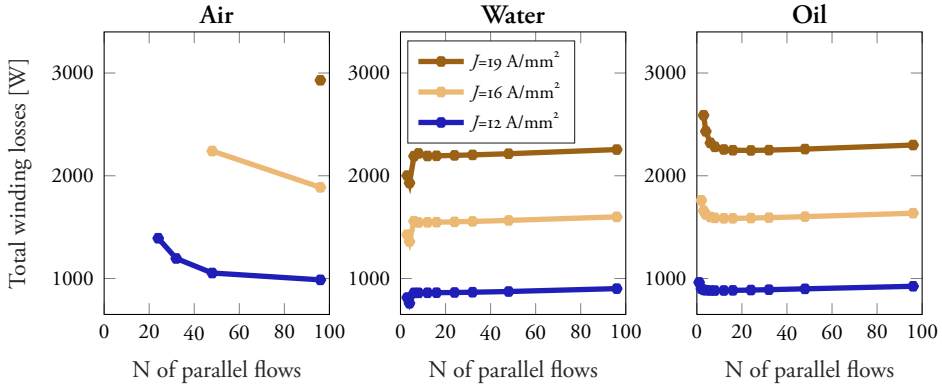 Air
Water
Oil
Total winding losses [W]
3000
2000
1000
0 20 40 60 80 100
N of parallel flows
3000
2000
1000
J=19 A/mm²
J=16 A/mm²
J=12 A/mm²
0 20 40 60 80 100
N of parallel flows
3000
2000
1000
0 20 40 60 80 100
N of parallel flows